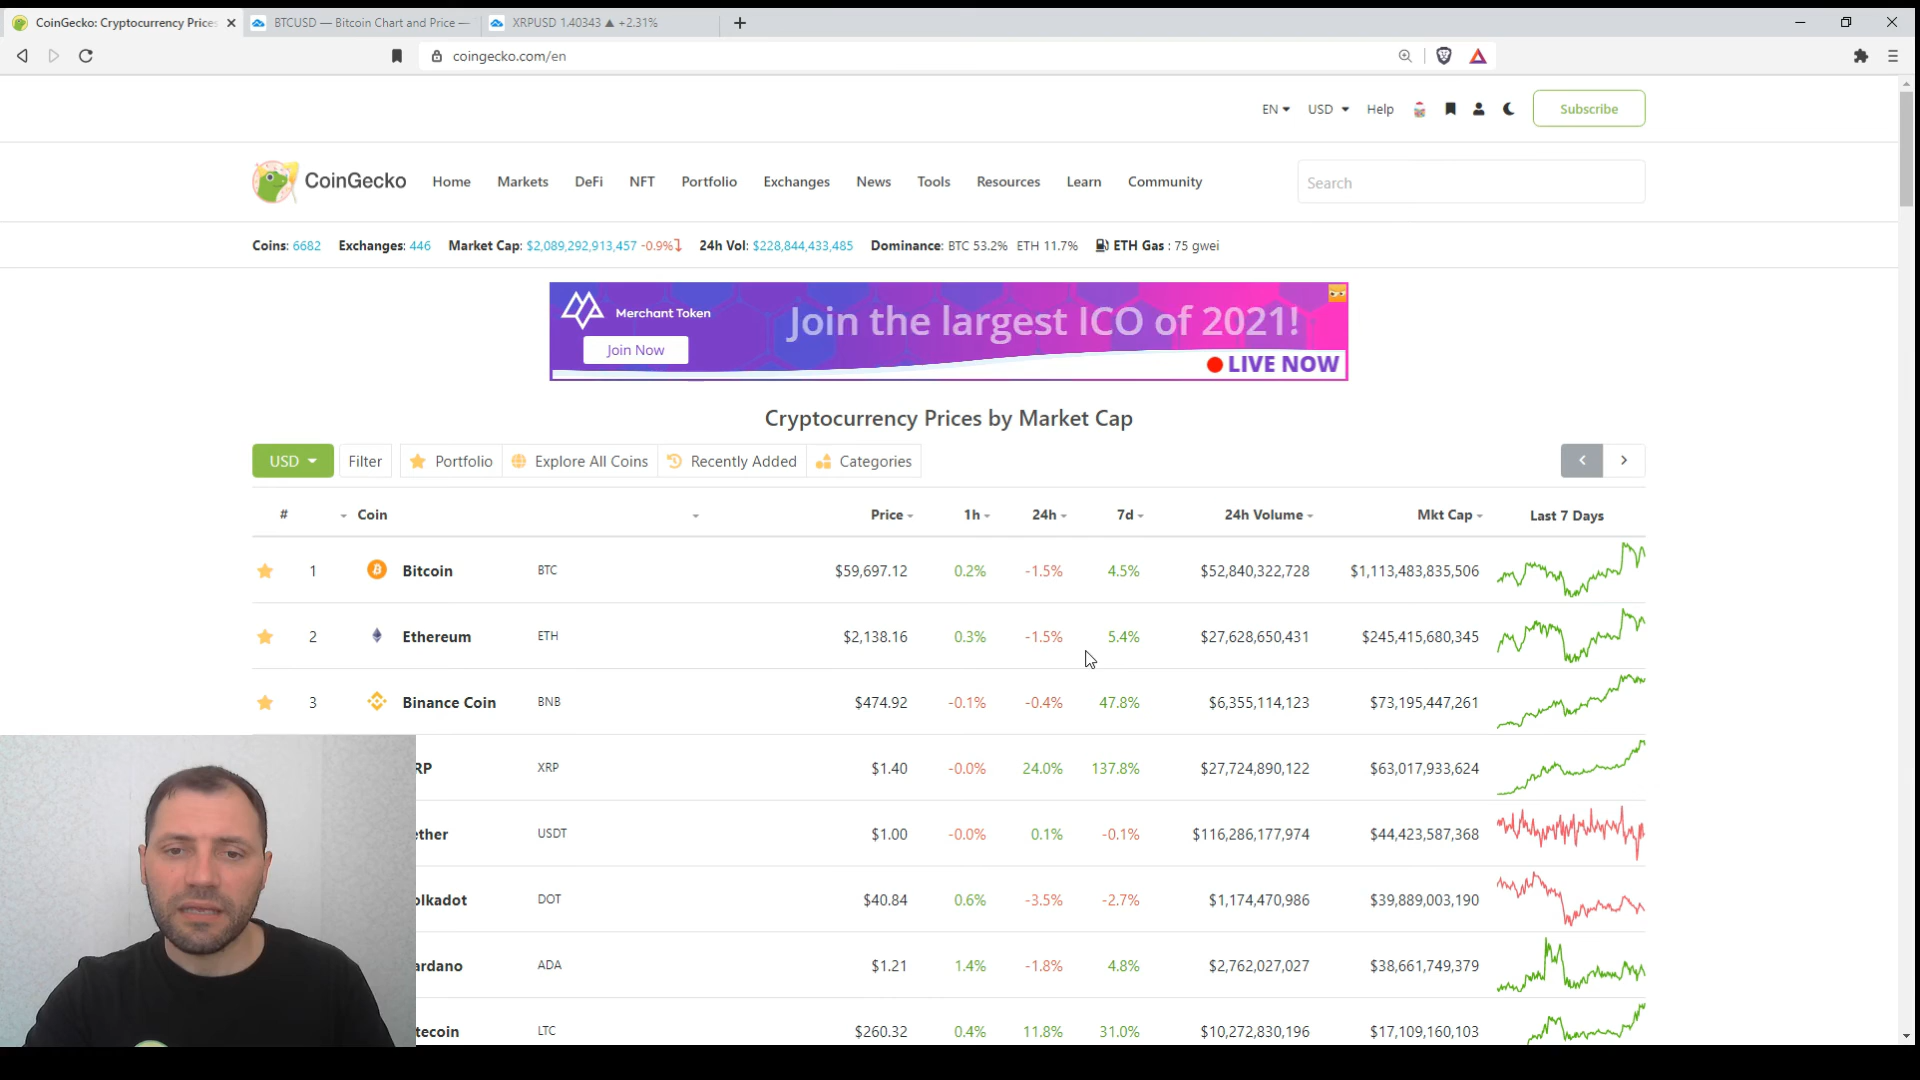 CoinGecko: Cryptocurrency Prices
BTCUSD — Bitcoin Chart and Price —
XRPUSD 1.40343 ▲ +2.31%
coingecko.com/en
EN USD Help Subscribe
CoinGecko Home Markets DeFi NFT Portfolio Exchanges News Tools Resources Learn Community Search
Coins: 6682 Exchanges: 446 Market Cap: $2,089,292,913,457 -0.9% 24h Vol: $228,844,433,485 Dominance: BTC 53.2% ETH 11.7% ETH Gas : 75 gwei
Merchant Token
Join Now
Join the largest ICO of 2021!
LIVE NOW
Cryptocurrency Prices by Market Cap
USD Filter Portfolio Explore All Coins Recently Added Categories
# Coin Price 1h 24h 7d 24h Volume Mkt Cap Last 7 Days
1 Bitcoin BTC $59,697.12 0.2% -1.5% 4.5% $52,840,322,728 $1,113,483,835,506
2 Ethereum ETH $2,138.16 0.3% -1.5% 5.4% $27,628,650,431 $245,415,680,345
3 Binance Coin BNB $474.92 -0.1% -0.4% 47.8% $6,355,114,123 $73,195,447,261
RP XRP $1.40 -0.0% 24.0% 137.8% $27,724,890,122 $63,017,933,624
ether USDT $1.00 -0.0% 0.1% -0.1% $116,286,177,974 $44,423,587,368
olkadot DOT $40.84 0.6% -3.5% -2.7% $1,174,470,986 $39,889,003,190
ardano ADA $1.21 1.4% -1.8% 4.8% $2,762,027,027 $38,661,749,379
tecoin LTC $260.32 0.4% 11.8% 31.0% $10,272,830,196 $17,109,160,103